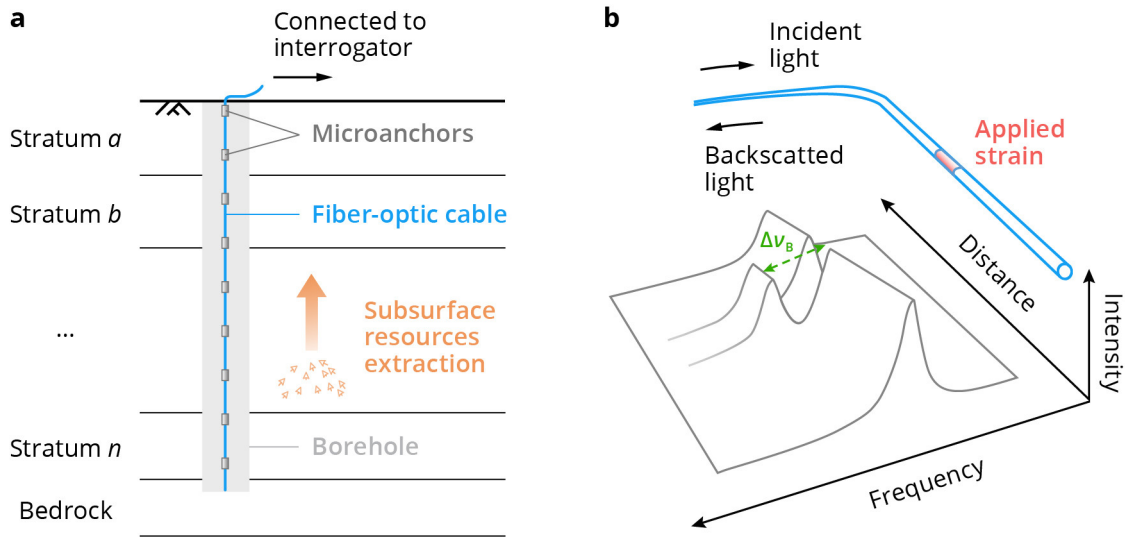 a
Connected to
interrogator
Stratum a
Microanchors
Stratum b
Fiber-optic cable
...
Subsurface
resources
extraction
Stratum n
Borehole
Bedrock
b
Incident
light
Applied
strain
Backscatted
light
ΔνB
Distance
Intensity
Frequency